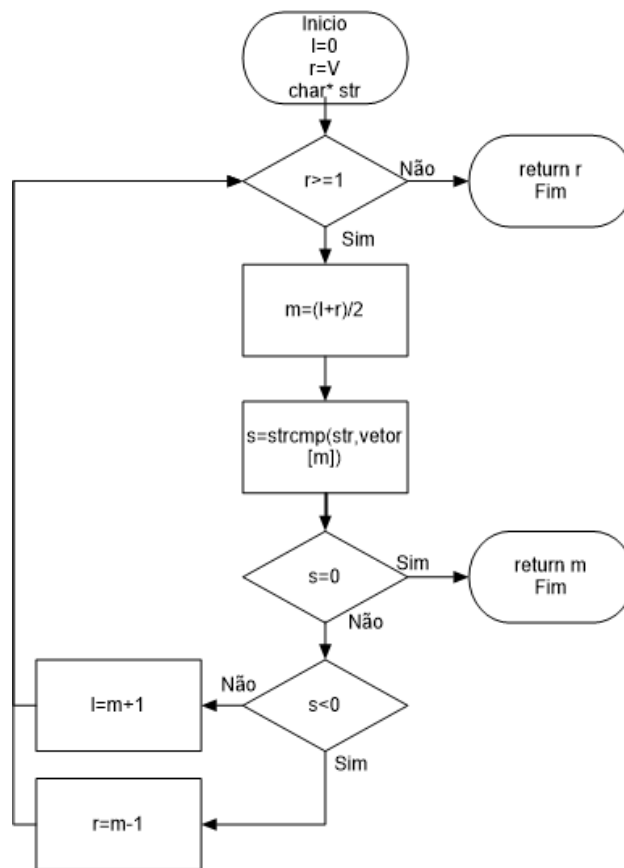 Inicio
l=0
r=V
char* str
r>=1
Não
return r
Fim
Sim
m=(l+r)/2
s=strcmp(str,vetor
[m])
s=0
Sim
return m
Fim
Não
s<0
Não
l=m+1
Sim
r=m-1